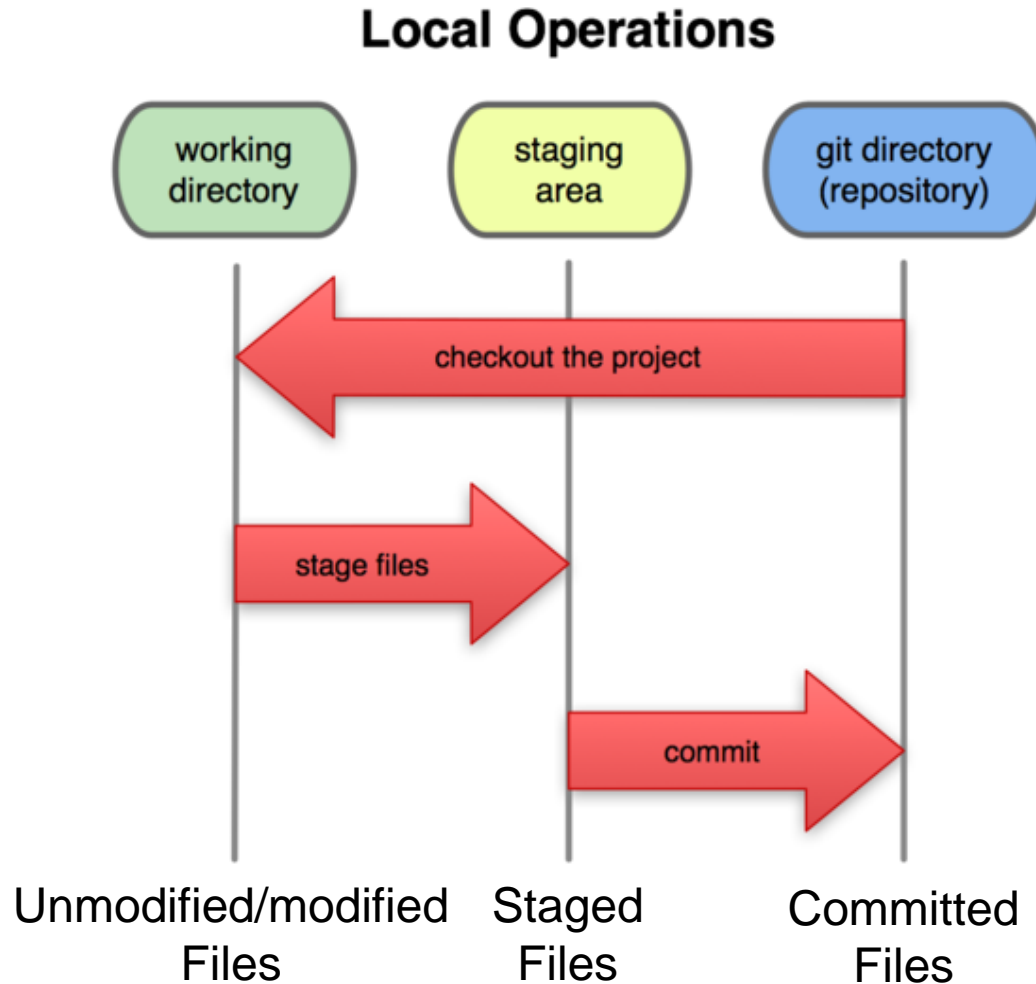 Local Operations
working
directory
staging
area
git directory
(repository)
checkout the project
stage files
commit
Unmodified/modified
Files
Staged
Files
Committed
Files